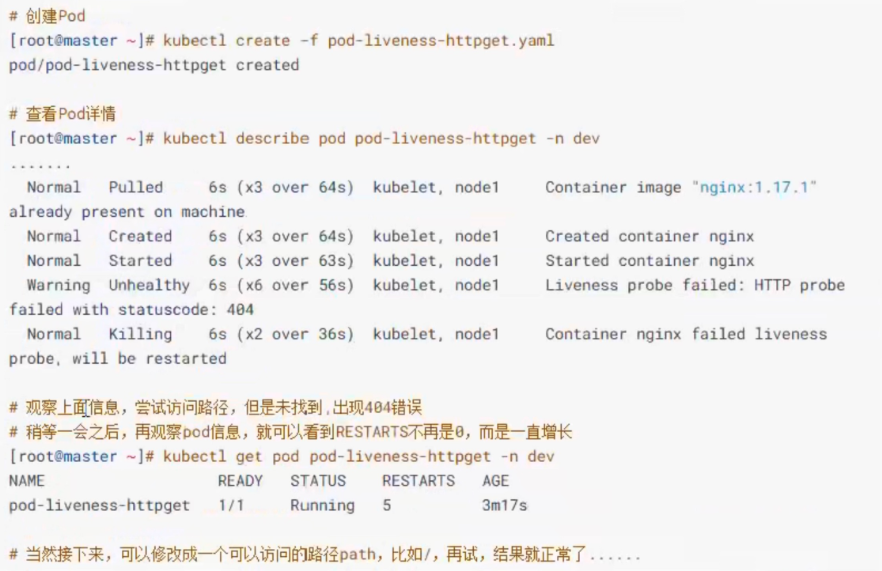 # 创建Pod
[root@master ~]# kubectl create -f pod-liveness-httpget.yaml
pod/pod-liveness-httpget created
# 查看Pod详情
[root@master ~]# kubectl describe pod pod-liveness-httpget -n dev
.......
Normal Pulled 6s (x3 over 64s) kubelet, node1 Container image "nginx:1.17.1"
already present on machine
Normal Created 6s (x3 over 64s) kubelet, node1 Created container nginx
Normal Started 6s (x3 over 63s) kubelet, node1 Started container nginx
Warning Unhealthy 6s (x6 over 56s) kubelet, node1 Liveness probe failed: HTTP probe
failed with statuscode: 404
Normal Killing 6s (x2 over 36s) kubelet, node1 Container nginx failed liveness
probe, will be restarted
# 观察上面信息，尝试访问路径，但是未找到,出现404错误
# 稍等一会之后，再观察pod信息，就可以看到RESTARTS不再是0，而是一直增长
[root@master ~]# kubectl get pod pod-liveness-httpget -n dev
NAME READY STATUS RESTARTS AGE
pod-liveness-httpget 1/1 Running 5 3m17s
# 当然接下来，可以修改成一个可以访问的路径path，比如/，再试，结果就正常了......